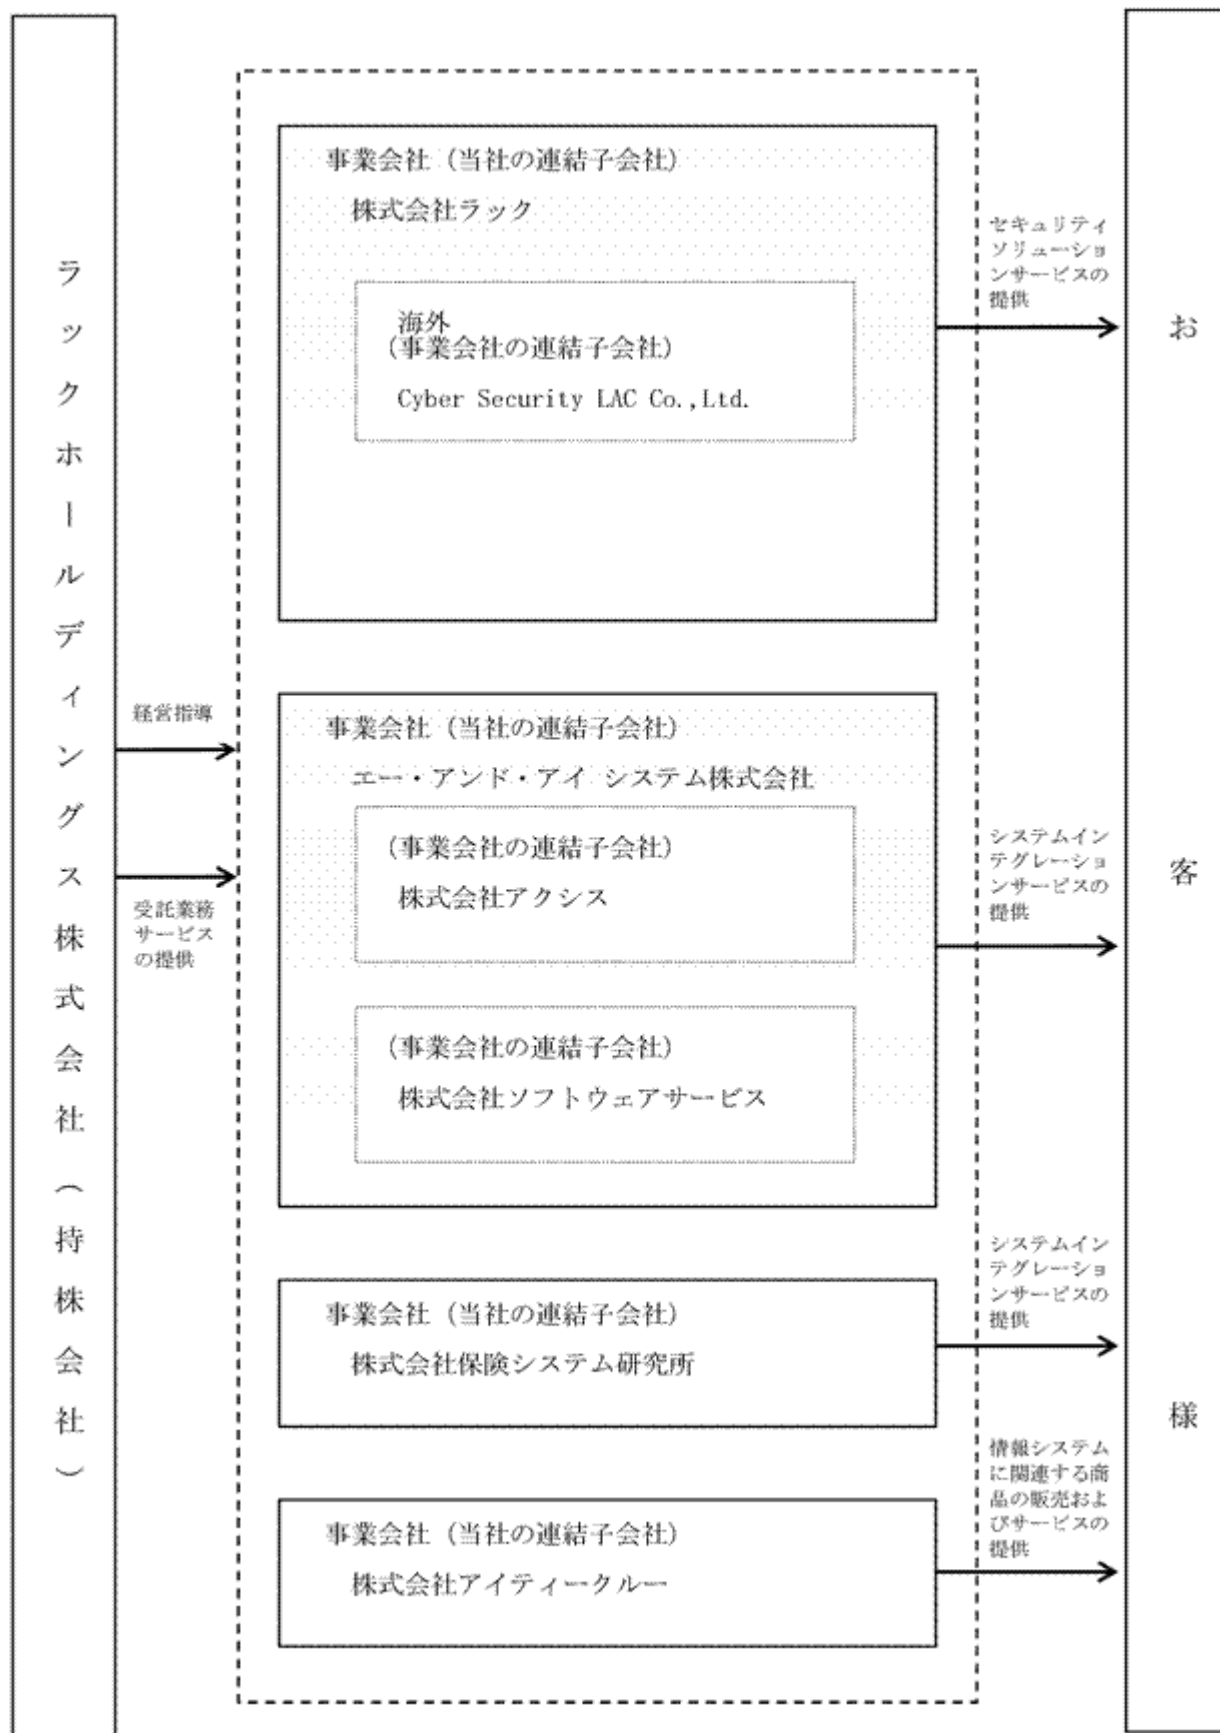 ラックホールディングス株式会社（持株会社）
経営指導
受託業務
サービス
の提供
事業会社（当社の連結子会社）
株式会社ラック
海外
（事業会社の連結子会社）
Cyber Security LAC Co.,Ltd.
セキュリティ
ソリューショ
ンサービスの
提供
事業会社（当社の連結子会社）
エー・アンド・アイ システム株式会社
（事業会社の連結子会社）
株式会社アクシス
（事業会社の連結子会社）
株式会社ソフトウェアサービス
システムイン
テグレーショ
ンサービスの
提供
事業会社（当社の連結子会社）
株式会社保険システム研究所
システムイン
テグレーショ
ンサービスの
提供
事業会社（当社の連結子会社）
株式会社アイティークルー
情報システム
に関連する商
品の販売およ
びサービスの
提供
お客様